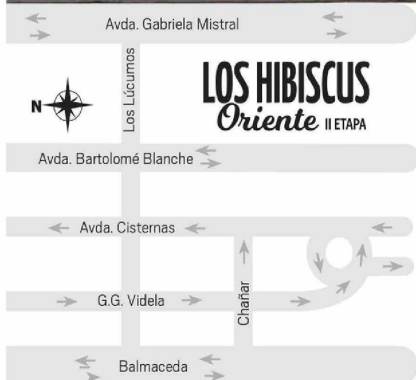 Avda. Gabriela Mistral
Los Lúcumos
LOS HIBISCUS
Oriente II ETAPA
N
Avda. Bartolomé Blanche
Avda. Cisternas
G.G. Videla
Chañar
Balmaceda